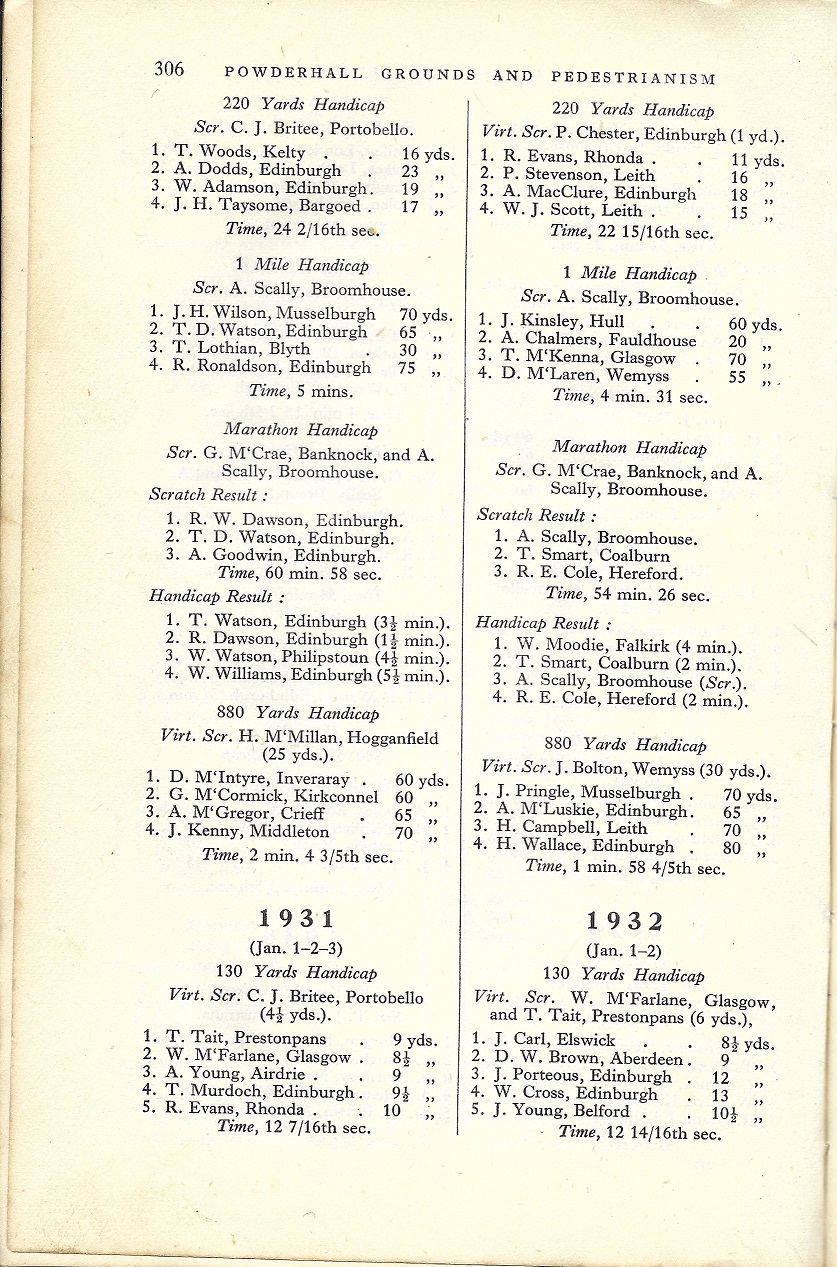 306 POWDERHALL GROUNDS AND PEDESTRIANISM
220 Yards Handicap
Scr. C. J. Britee, Portobello.
1. T. Woods, Kelty . . 16 yds.
2. A. Dodds, Edinburgh . 23 „
3. W. Adamson, Edinburgh. 19 „
4. J. H. Taysome, Bargoed . 17 „
Time, 24 2/16th sec.
1 Mile Handicap
Scr. A. Scally, Broomhouse.
1. J. H. Wilson, Musselburgh 70 yds.
2. T. D. Watson, Edinburgh 65 „
3. T. Lothian, Blyth . 30 „
4. R. Ronaldson, Edinburgh 75 „
Time, 5 mins.
Marathon Handicap
Scr. G. M‘Crae, Banknock, and A.
Scally, Broomhouse.
Scratch Result :
1. R. W. Dawson, Edinburgh.
2. T. D. Watson, Edinburgh.
3. A. Goodwin, Edinburgh.
Time, 60 min. 58 sec.
Handicap Result :
1. T. Watson, Edinburgh (3½ min.).
2. R. Dawson, Edinburgh (1½ min.).
3. W. Watson, Philipstoun (4½ min.).
4. W. Williams, Edinburgh (5½ min.).
880 Yards Handicap
Virt. Scr. H. M‘Millan, Hogganfield
(25 yds.).
1. D. M‘Intyre, Inveraray . 60 yds.
2. G. M‘Cormick, Kirkconnel 60 „
3. A. M‘Gregor, Crieff . 65 „
4. J. Kenny, Middleton . 70 „
Time, 2 min. 4 3/5th sec.
1931
(Jan. 1–2–3)
130 Yards Handicap
Virt. Scr. C. J. Britee, Portobello
(4½ yds.).
1. T. Tait, Prestonpans . 9 yds.
2. W. M‘Farlane, Glasgow . 8½ „
3. A. Young, Airdrie . . 9 „
4. T. Murdoch, Edinburgh . 9½ „
5. R. Evans, Rhonda . . 10 „
Time, 12 7/16th sec.
220 Yards Handicap
Virt. Scr. P. Chester, Edinburgh (1 yd.).
1. R. Evans, Rhonda . . 11 yds.
2. P. Stevenson, Leith . 16 „
3. A. MacClure, Edinburgh 18 „
4. W. J. Scott, Leith . . 15 „
Time, 22 15/16th sec.
1 Mile Handicap
Scr. A. Scally, Broomhouse.
1. J. Kinsley, Hull . . 60 yds.
2. A. Chalmers, Fauldhouse 20 „
3. T. M‘Kenna, Glasgow . 70 „
4. D. M‘Laren, Wemyss . 55 „
Time, 4 min. 31 sec.
Marathon Handicap
Scr. G. M‘Crae, Banknock, and A.
Scally, Broomhouse.
Scratch Result :
1. A. Scally, Broomhouse.
2. T. Smart, Coalburn
3. R. E. Cole, Hereford.
Time, 54 min. 26 sec.
Handicap Result :
1. W. Moodie, Falkirk (4 min.).
2. T. Smart, Coalburn (2 min.).
3. A. Scally, Broomhouse (Scr.).
4. R. E. Cole, Hereford (2 min.).
880 Yards Handicap
Virt. Scr. J. Bolton, Wemyss (30 yds.).
1. J. Pringle, Musselburgh . 70 yds.
2. A. M‘Luskie, Edinburgh. 65 „
3. H. Campbell, Leith . 70 „
4. H. Wallace, Edinburgh . 80 „
Time, 1 min. 58 4/5th sec.
1932
(Jan. 1–2)
130 Yards Handicap
Virt. Scr. W. M‘Farlane, Glasgow,
and T. Tait, Prestonpans (6 yds.),
1. J. Carl, Elswick . . 8½ yds.
2. D. W. Brown, Aberdeen . 9 „
3. J. Porteous, Edinburgh . 12 „
4. W. Cross, Edinburgh . 13 „
5. J. Young, Belford . . 10½ „
Time, 12 14/16th sec.